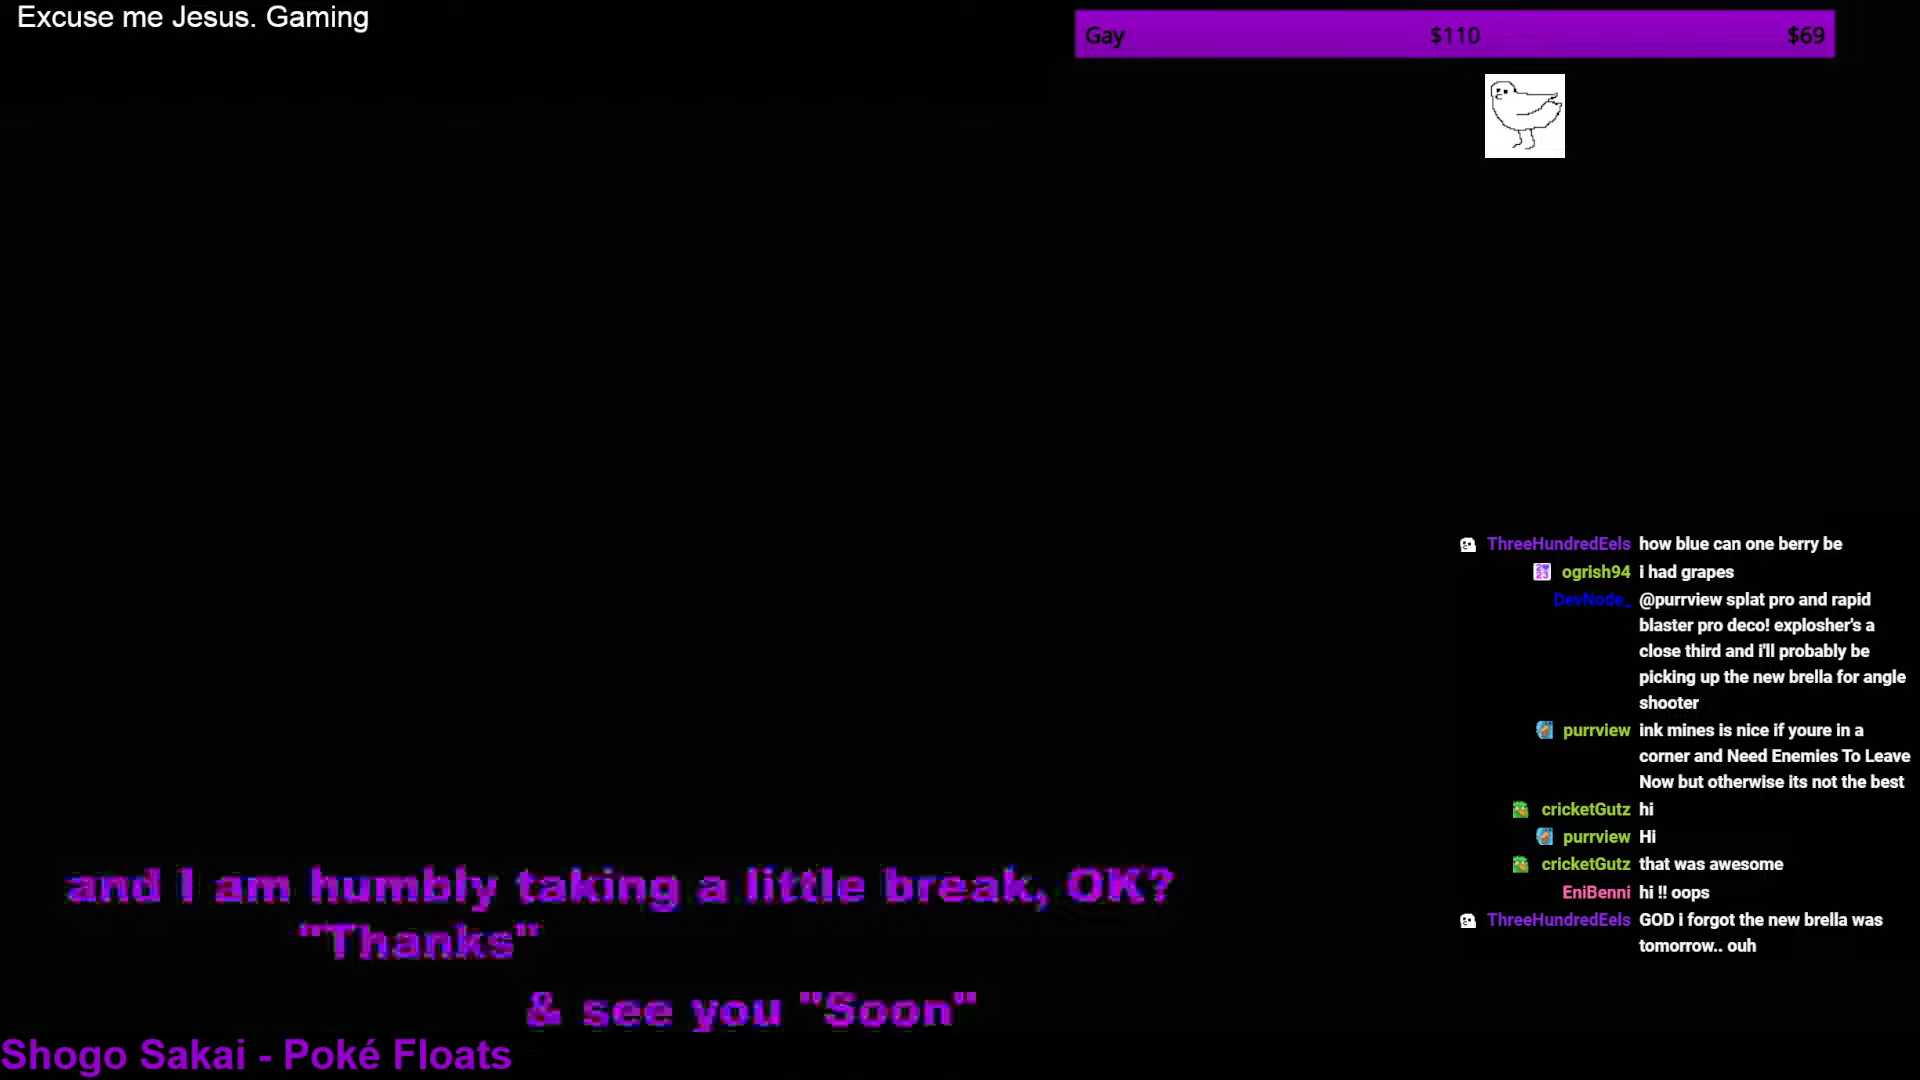 Excuse me Jesus. Gaming
Gay $110 $69
ThreeHundredEels how blue can one berry be
ogrish94 i had grapes
DevNode_ @purrview splat pro and rapid
blaster pro deco! explosher's a
close third and i'll probably be
picking up the new brella for angle
shooter
purrview ink mines is nice if youre in a
corner and Need Enemies To Leave
Now but otherwise its not the best
cricketGutz hi
purrview Hi
cricketGutz that was awesome
EniBenni hi !! oops
ThreeHundredEels GOD i forgot the new brella was
tomorrow.. ouh
and I am humbly taking a little break, OK?
"Thanks"
& see you "Soon"
Shogo Sakai - Poké Floats